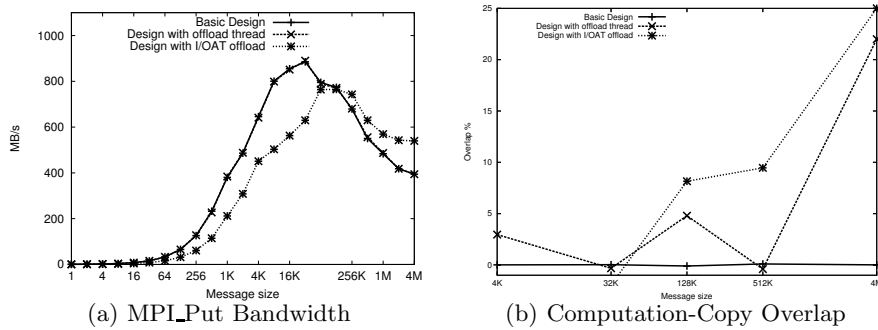 Basic Design
Design with offload thread
Design with I/OAT offload
1000
800
600
400
200
0
MB/s
1 4 16 64 256 1K 4K 16K 256K 1M 4M
Message size
(a) MPI_Put Bandwidth
Basic Design
Design with offload thread
Design with I/OAT offload
25
20
15
10
5
0
Overlap %
4K 32K 128K 512K 4M
Message size
(b) Computation-Copy Overlap